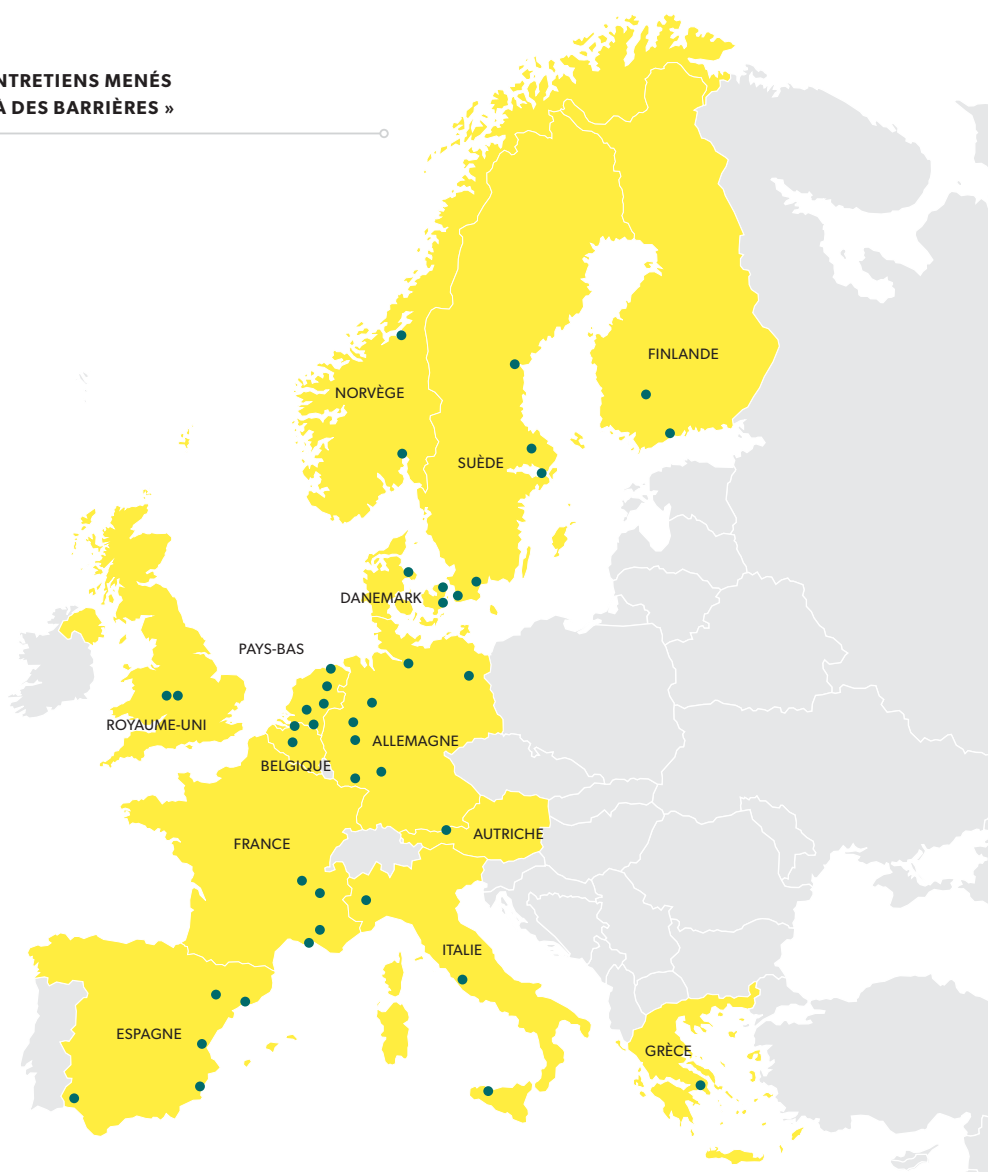 NTRETIENS MENÉS
À DES BARRIÈRES »
FINLANDE
NORVÈGE
SUÈDE
DANEMARK
PAYS-BAS
ROYAUME-UNI
ALLEMAGNE
BELGIQUE
AUTRICHE
FRANCE
ITALIE
ESPAGNE
GRÈCE